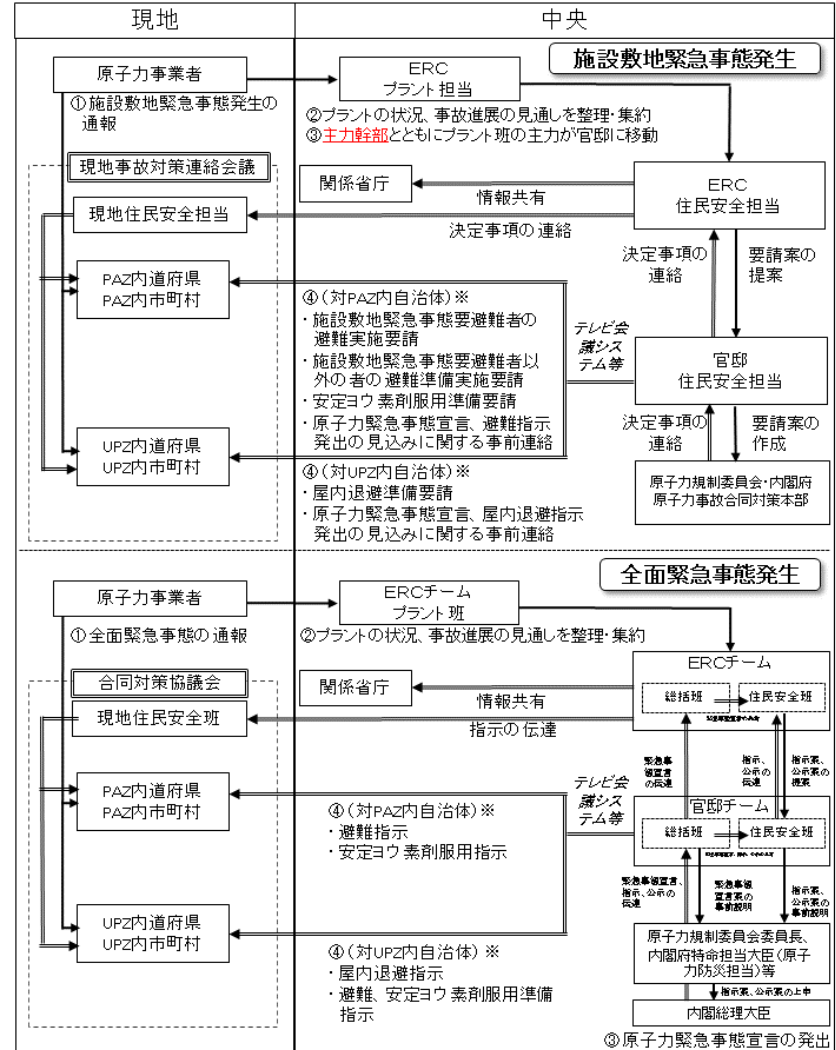 現地
中央
施設敷地緊急事態発生
原子力事業者
ERC
プラント担当
①施設敷地緊急事態発生の
通報
②プラントの状況、事故進展の見通しを整理・集約
③主力幹部とともにプラント班の主力が官邸に移動
現地事故対策連絡会議
関係省庁
情報共有
ERC
住民安全担当
現地住民安全担当
決定事項の連絡
決定事項の
連絡
要請案の
提案
PAZ内道府県
PAZ内市町村
④(対PAZ内自治体)※
・施設敷地緊急事態要避難者の
避難実施要請
・施設敷地緊急事態要避難者以
外の者の避難準備実施要請
・安定ヨウ素剤服用準備要請
・原子力緊急事態宣言、避難指示
発出の見込みに関する事前連絡
テレビ会
議シス
テム等
官邸
住民安全担当
決定事項の
連絡
要請案の
作成
UPZ内道府県
UPZ内市町村
④(対UPZ内自治体)※
・屋内退避準備要請
・原子力緊急事態宣言、屋内退避指示
発出の見込みに関する事前連絡
原子力規制委員会・内閣府
原子力事故合同対策本部
全面緊急事態発生
原子力事業者
ERCチーム
プラント班
①全面緊急事態の通報
②プラントの状況、事故進展の見通しを整理・集約
合同対策協議会
関係省庁
情報共有
ERCチーム
総括班
住民安全班
現地住民安全班
指示の伝達
緊急事
態宣言
の伝達
指示、
公示の
伝達
指示案、
公示案の
提案
PAZ内道府県
PAZ内市町村
④(対PAZ内自治体)※
・避難指示
・安定ヨウ素剤服用指示
テレビ会
議シス
テム等
官邸チーム
総括班
住民安全班
緊急事態宣言、
指示、公示の
伝達
緊急事態
宣言案の
事前説明
指示案、
公示案の
事前説明
UPZ内道府県
UPZ内市町村
④(対UPZ内自治体)※
・屋内退避指示
・避難、安定ヨウ素剤服用準備
指示
原子力規制委員会委員長、
内閣府特命担当大臣(原子
力防災担当)等
指示案、公示案の上申
内閣総理大臣
③原子力緊急事態宣言の発出